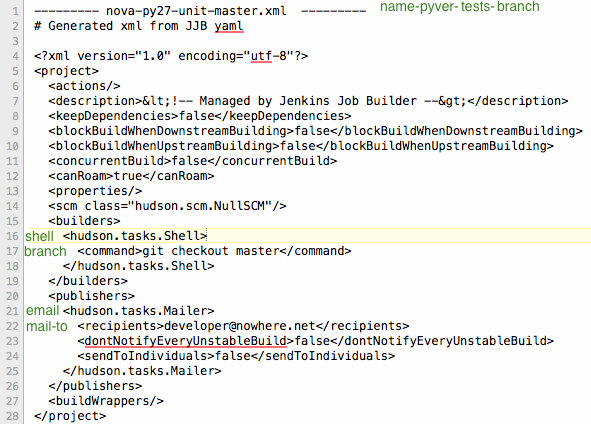 1 --------- nova-py27-unit-master.xml --------- name-pyver-tests-branch
2 # Generated xml from JJB yaml
3
4 <?xml version="1.0" encoding="utf-8"?>
5 <project>
6 <actions/>
7 <description>&lt;!-- Managed by Jenkins Job Builder --&gt;</description>
8 <keepDependencies>false</keepDependencies>
9 <blockBuildWhenDownstreamBuilding>false</blockBuildWhenDownstreamBuilding>
10 <blockBuildWhenUpstreamBuilding>false</blockBuildWhenUpstreamBuilding>
11 <concurrentBuild>false</concurrentBuild>
12 <canRoam>true</canRoam>
13 <properties/>
14 <scm class="hudson.scm.NullSCM"/>
15 <builders>
16 shell <hudson.tasks.Shell>
17 branch <command>git checkout master</command>
18 </hudson.tasks.Shell>
19 </builders>
20 <publishers>
21 email <hudson.tasks.Mailer>
22 mail-to <recipients>developer@nowhere.net</recipients>
23 <dontNotifyEveryUnstableBuild>false</dontNotifyEveryUnstableBuild>
24 <sendToIndividuals>false</sendToIndividuals>
25 </hudson.tasks.Mailer>
26 </publishers>
27 <buildWrappers/>
28 </project>